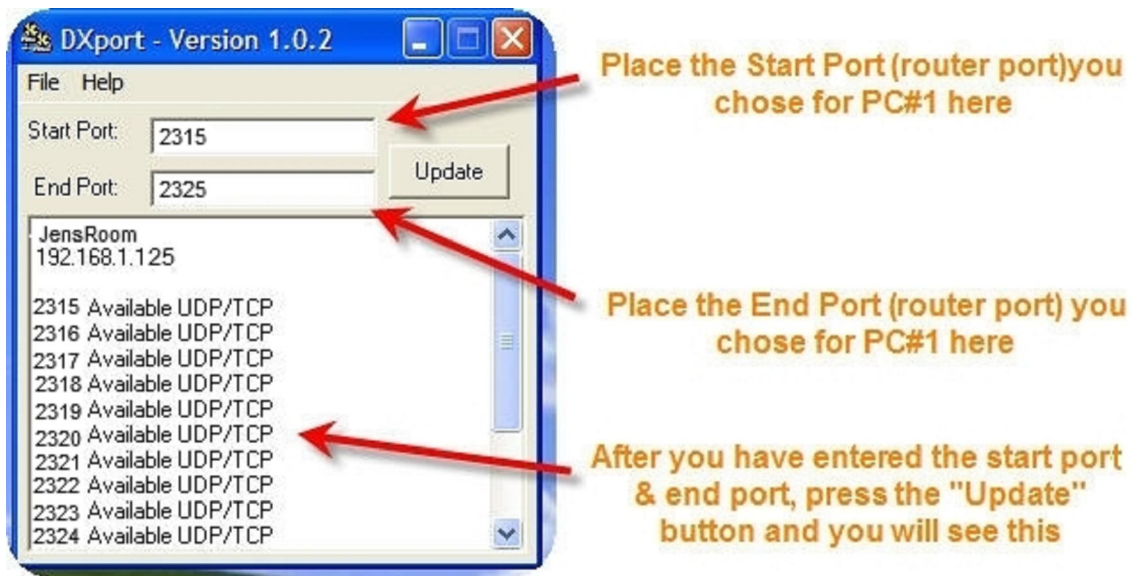 DXport - Version 1.0.2
File Help
Start Port: 2315
End Port: 2325
Update
JensRoom
192.168.1.125
2315 Available UDP/TCP
2316 Available UDP/TCP
2317 Available UDP/TCP
2318 Available UDP/TCP
2319 Available UDP/TCP
2320 Available UDP/TCP
2321 Available UDP/TCP
2322 Available UDP/TCP
2323 Available UDP/TCP
2324 Available UDP/TCP
Place the Start Port (router port)you
chose for PC#1 here
Place the End Port (router port) you
chose for PC#1 here
After you have entered the start port
& end port, press the "Update"
button and you will see this